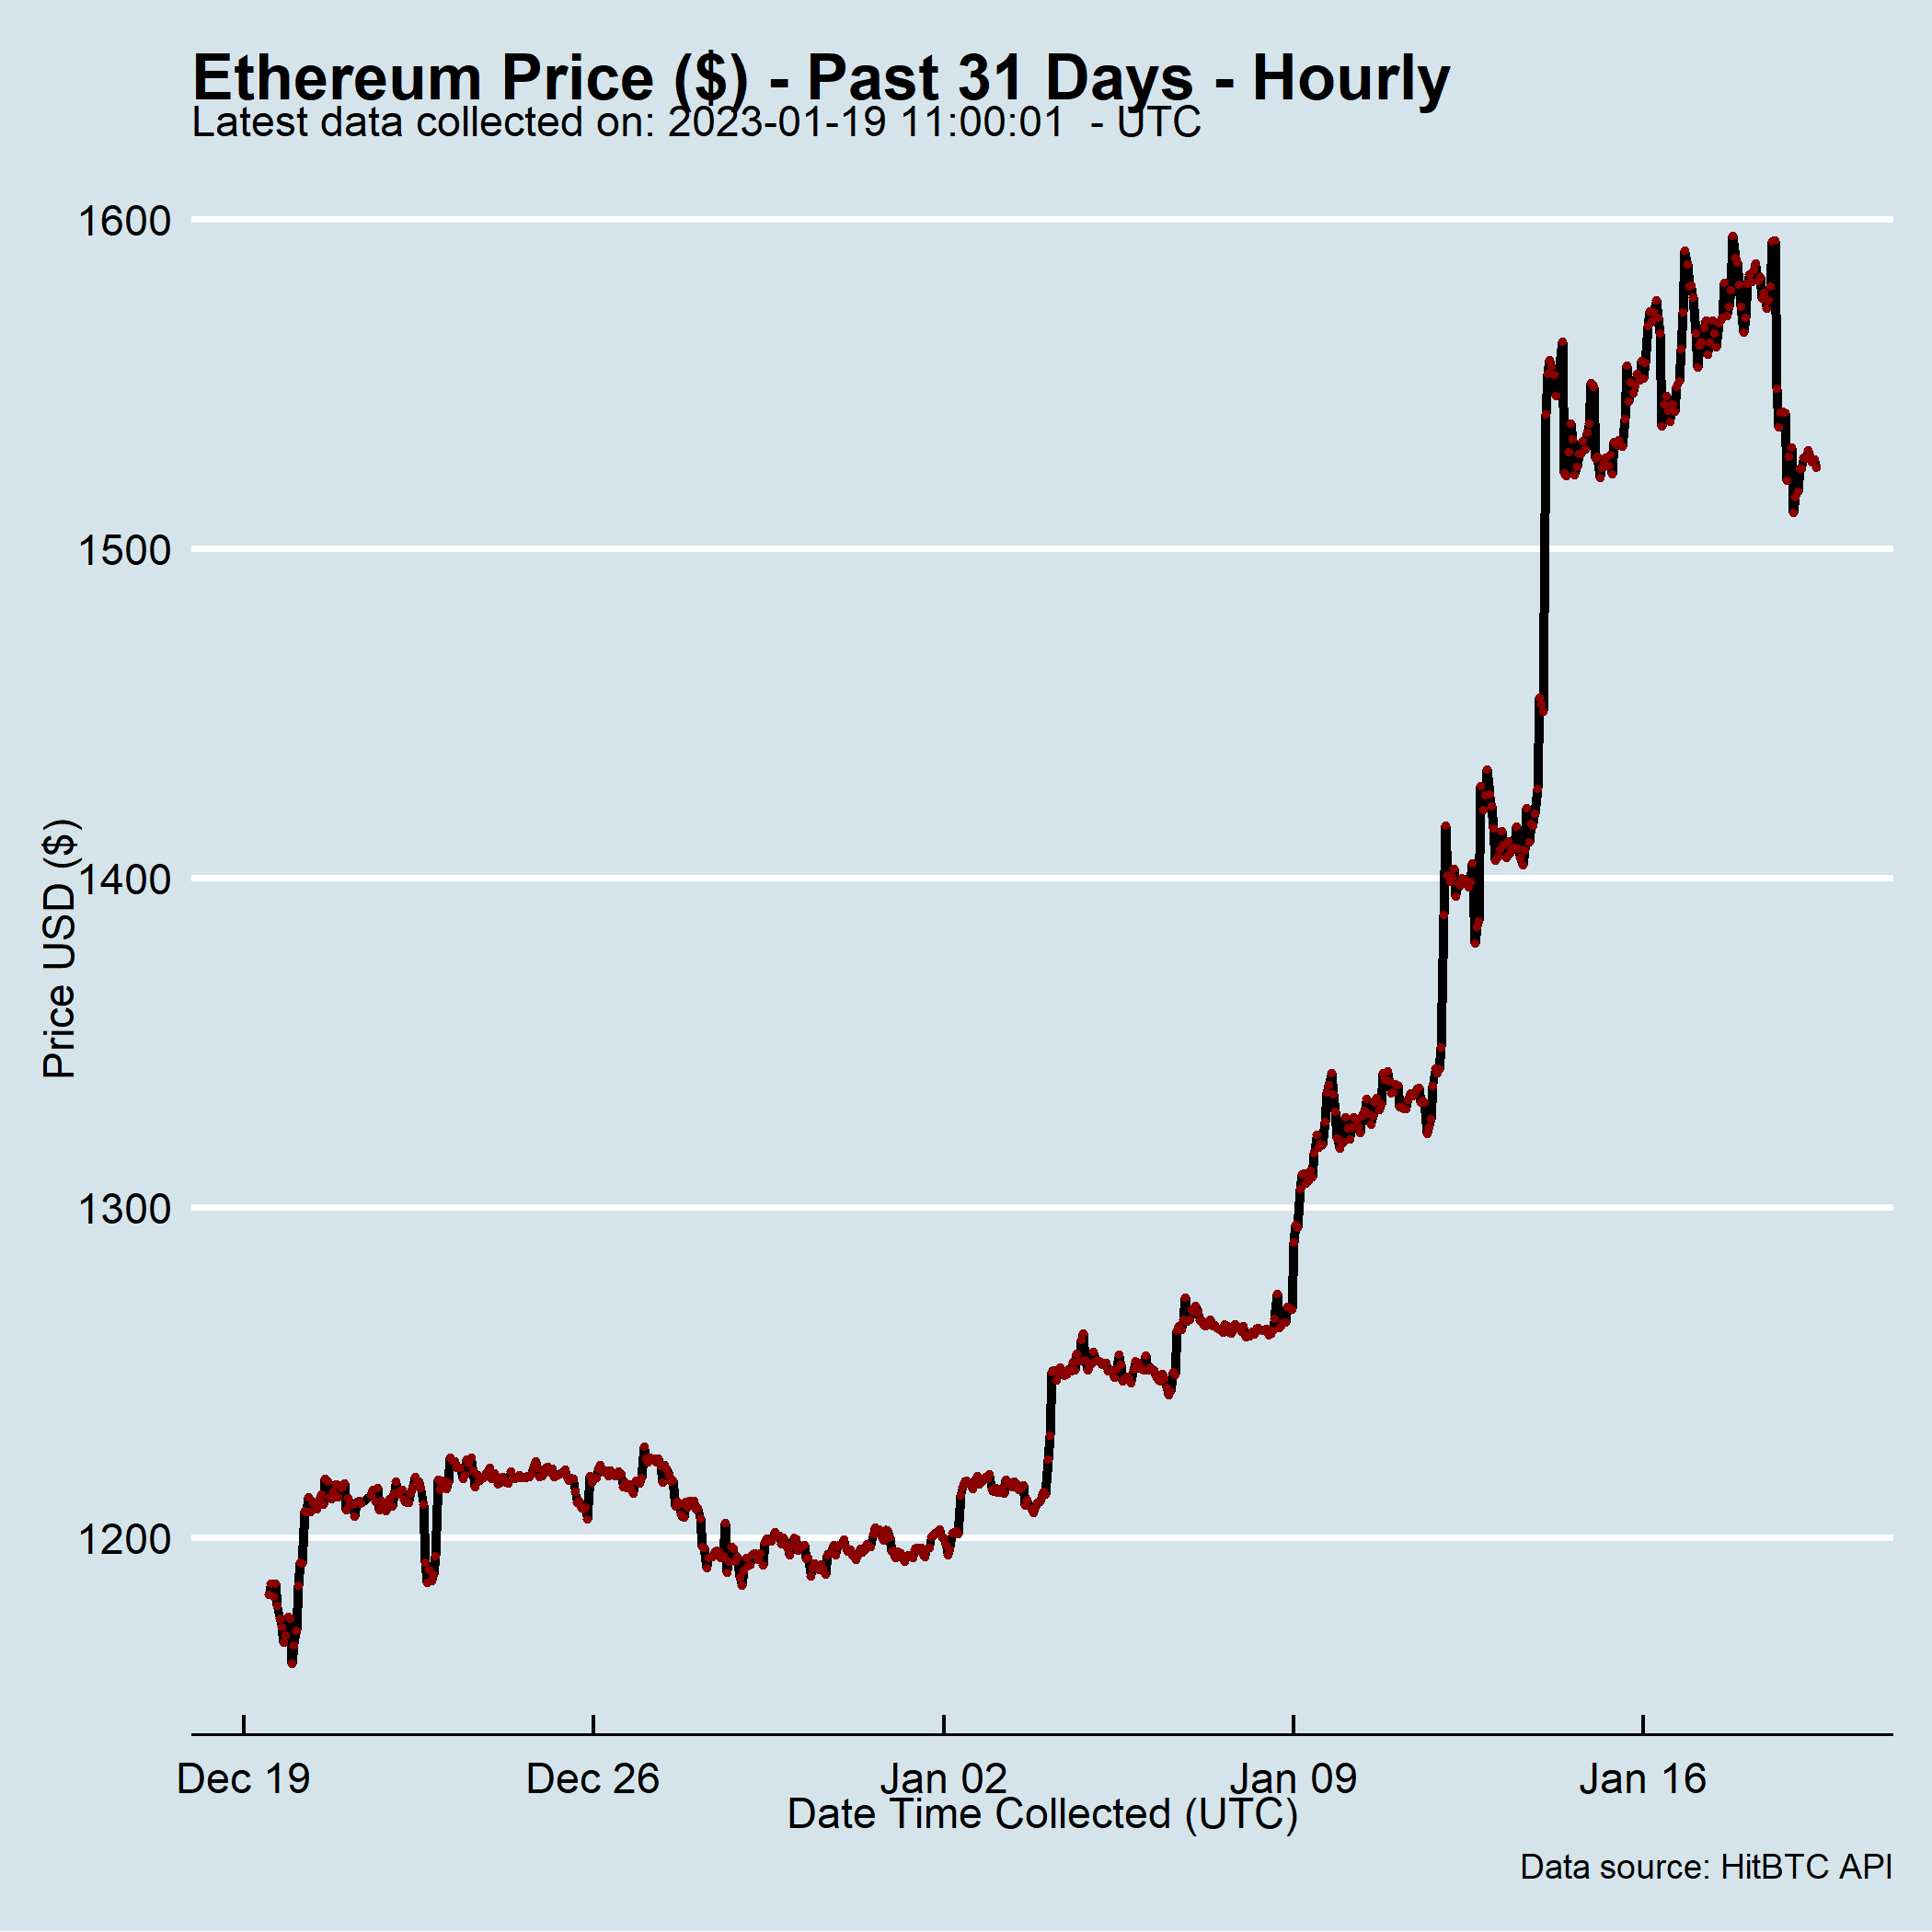 Ethereum Price ($) - Past 31 Days - Hourly
Latest data collected on: 2023-01-19 11:00:01  - UTC
1600
1500
1400
1300
1200
Price USD ($)
Dec 19
Dec 26
Jan 02
Jan 09
Jan 16
Date Time Collected (UTC)
Data source: HitBTC API